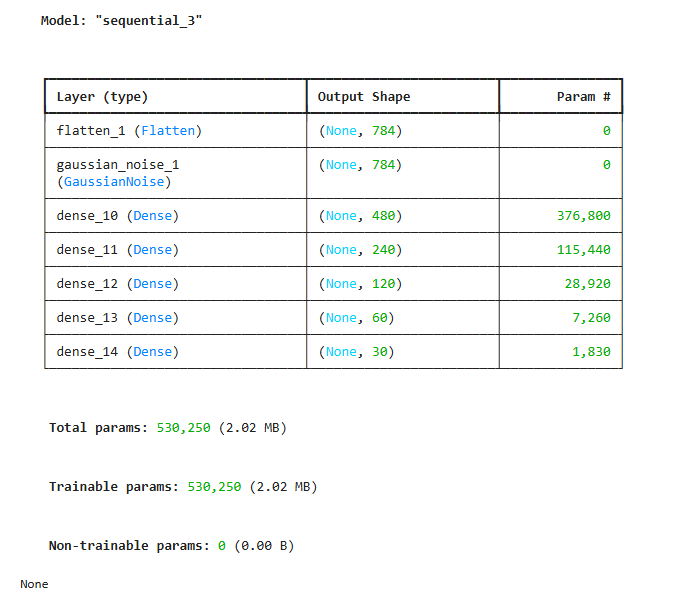 Model: "sequential_3"
Layer (type) Output Shape Param #
flatten_1 (Flatten) (None, 784) 0
gaussian_noise_1 (None, 784) 0
(GaussianNoise)
dense_10 (Dense) (None, 480) 376,800
dense_11 (Dense) (None, 240) 115,440
dense_12 (Dense) (None, 120) 28,920
dense_13 (Dense) (None, 60) 7,260
dense_14 (Dense) (None, 30) 1,830
Total params: 530,250 (2.02 MB)
Trainable params: 530,250 (2.02 MB)
Non-trainable params: 0 (0.00 B)
None